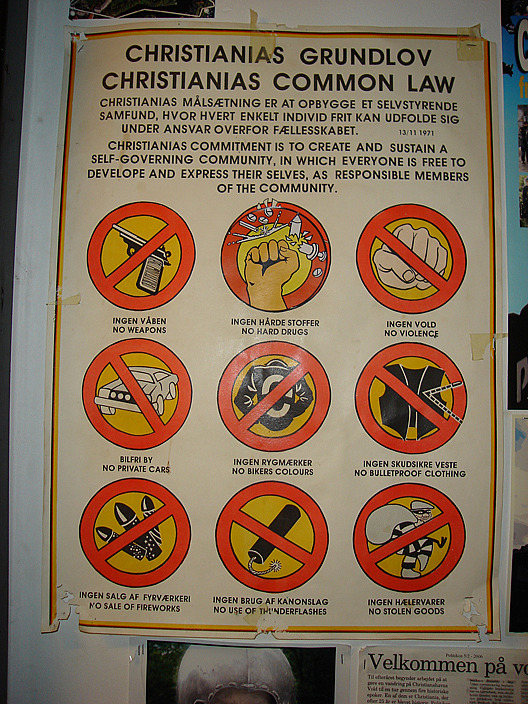 CHRISTIANIAS GRUNDLOV
CHRISTIANIAS COMMON LAW
CHRISTIANIAS MÅLSÆTNING ER AT OPBYGGE ET SELVSTYRENDE
SAMFUND, HVOR HVERT ENKELT INDIVID FRIT KAN UDFOLDE SIG
UNDER ANSVAR OVERFOR FÆLLESSKABET. 13/11 1971
CHRISTIANIAS COMMITMENT IS TO CREATE AND SUSTAIN A
SELF-GOVERNING COMMUNITY, IN WHICH EVERYONE IS FREE TO
DEVELOPE AND EXPRESS THEIR SELVES, AS RESPONSIBLE MEMBERS
OF THE COMMUNITY.
INGEN VÅBEN
NO WEAPONS
INGEN HÅRDE STOFFER
NO HARD DRUGS
INGEN VOLD
NO VIOLENCE
BILFRI BY
NO PRIVATE CARS
INGEN RYGMÆRKER
NO BIKERS COLOURS
INGEN SKUDSIKRE VESTE
NO BULLETPROOF CLOTHING
INGEN SALG AF FYRVÆRKERI
NO SALE OF FIREWORKS
INGEN BRUG AF KANONSLAG
NO USE OF THUNDERFLASHES
INGEN HÆLERVARER
NO STOLEN GOODS
Politiken 5/2 - 2006
Velkommen på